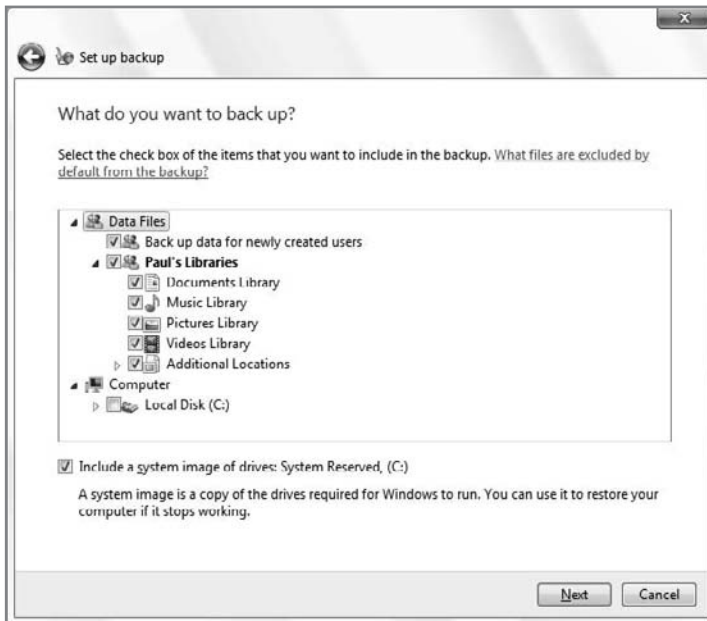 Set up backup
What do you want to back up?
Select the check box of the items that you want to include in the backup. What files are excluded by
default from the backup?
Data Files
Back up data for newly created users
Paul's Libraries
Documents Library
Music Library
Pictures Library
Videos Library
Additional Locations
Computer
Local Disk (C:)
Include a system image of drives: System Reserved, (C:)
A system image is a copy of the drives required for Windows to run. You can use it to restore your
computer if it stops working.
Next Cancel